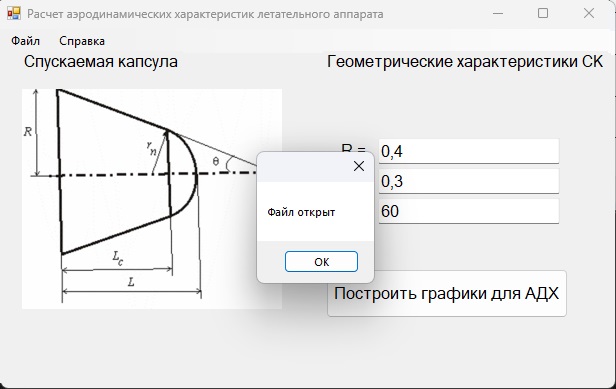 Расчет аэродинамических характеристик летательного аппарата
Файл Справка
Спускаемая капсула
Геометрические характеристики СК
R
r_n
θ
L_c
L
R =
0,4
0,3
60
Файл открыт
OK
Построить графики для АДХ